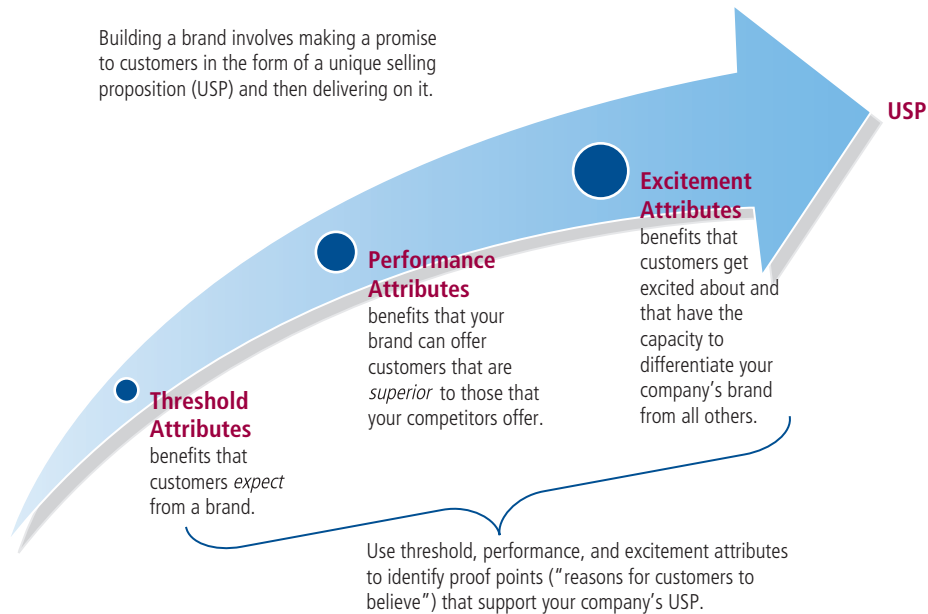 Building a brand involves making a promise
to customers in the form of a unique selling
proposition (USP) and then delivering on it.
USP
Excitement
Attributes
benefits that
customers get
excited about and
that have the
capacity to
differentiate your
company’s brand
from all others.
Performance
Attributes
benefits that your
brand can offer
customers that are
superior to those that
your competitors offer.
Threshold
Attributes
benefits that
customers expect
from a brand.
Use threshold, performance, and excitement attributes
to identify proof points (“reasons for customers to
believe”) that support your company’s USP.